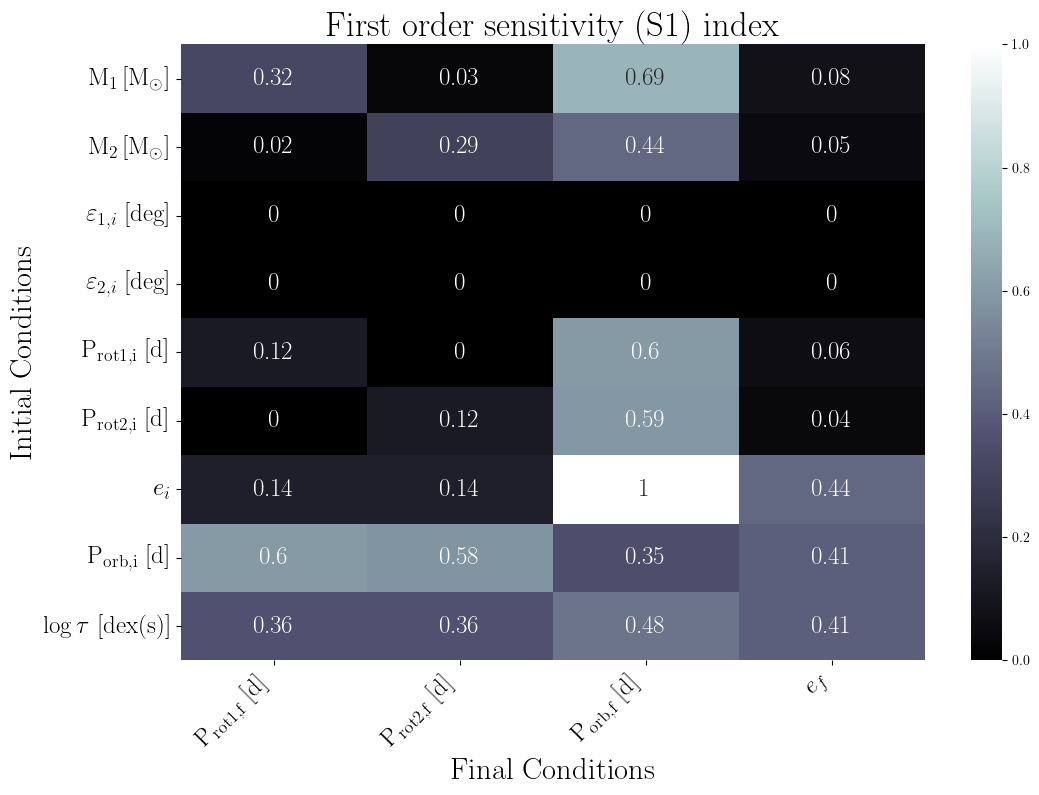 First order sensitivity (S1) index
Initial Conditions
M₁ [M⊙] 0.32 0.03 0.69 0.08
M₂ [M⊙] 0.02 0.29 0.44 0.05
ε₁,ᵢ [deg] 0 0 0 0
ε₂,ᵢ [deg] 0 0 0 0
Prot1,i [d] 0.12 0 0.6 0.06
Prot2,i [d] 0 0.12 0.59 0.04
eᵢ 0.14 0.14 1 0.44
Porb,i [d] 0.6 0.58 0.35 0.41
log τ [dex(s)] 0.36 0.36 0.48 0.41
Prot1,f [d] Prot2,f [d] Porb,f [d] ef
Final Conditions
1.0
0.8
0.6
0.4
0.2
0.0